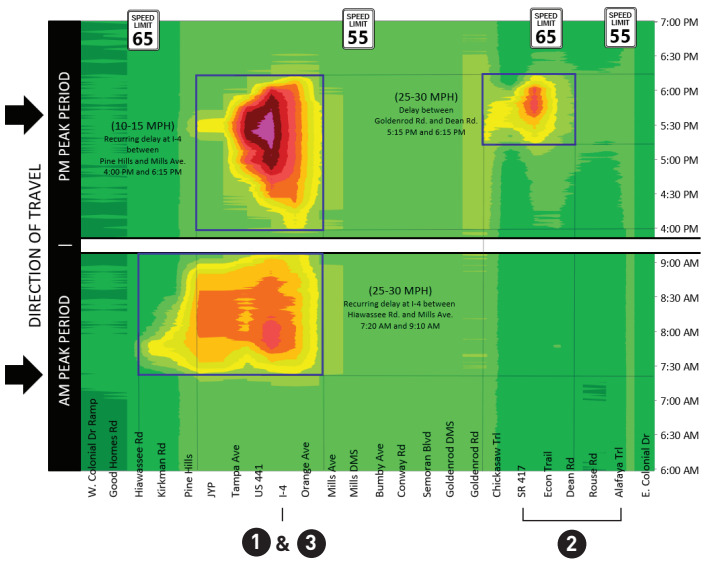 SPEED
LIMIT
65
SPEED
LIMIT
55
SPEED
LIMIT
65
SPEED
LIMIT
55
7:00 PM
6:30 PM
6:00 PM
5:30 PM
5:00 PM
4:30 PM
4:00 PM
DIRECTION OF TRAVEL
PM PEAK PERIOD
|
AM PEAK PERIOD
(10-15 MPH)
Recurring delay at I-4
between
Pine Hills and Mills Ave.
4:00 PM and 6:15 PM
(25-30 MPH)
Delay between
Goldenrod Rd. and Dean Rd.
5:15 PM and 6:15 PM
9:00 AM
8:30 AM
8:00 AM
7:30 AM
7:00 AM
6:30 AM
6:00 AM
(25-30 MPH)
Recurring delay at I-4 between
Hiawassee Rd. and Mills Ave.
7:20 AM and 9:10 AM
W. Colonial Dr Ramp
Good Homes Rd
Hiawassee Rd
Kirkman Rd
Pine Hills
JYP
Tampa Ave
US 441
I-4
Orange Ave
Mills Ave
Mills DMS
Bumby Ave
Conway Rd
Semoran Blvd
Goldenrod DMS
Goldenrod Rd
Chickasaw Trl
SR 417
Econ Trail
Dean Rd
Rouse Rd
Alafaya Trl
E. Colonial Dr
1 & 3
2